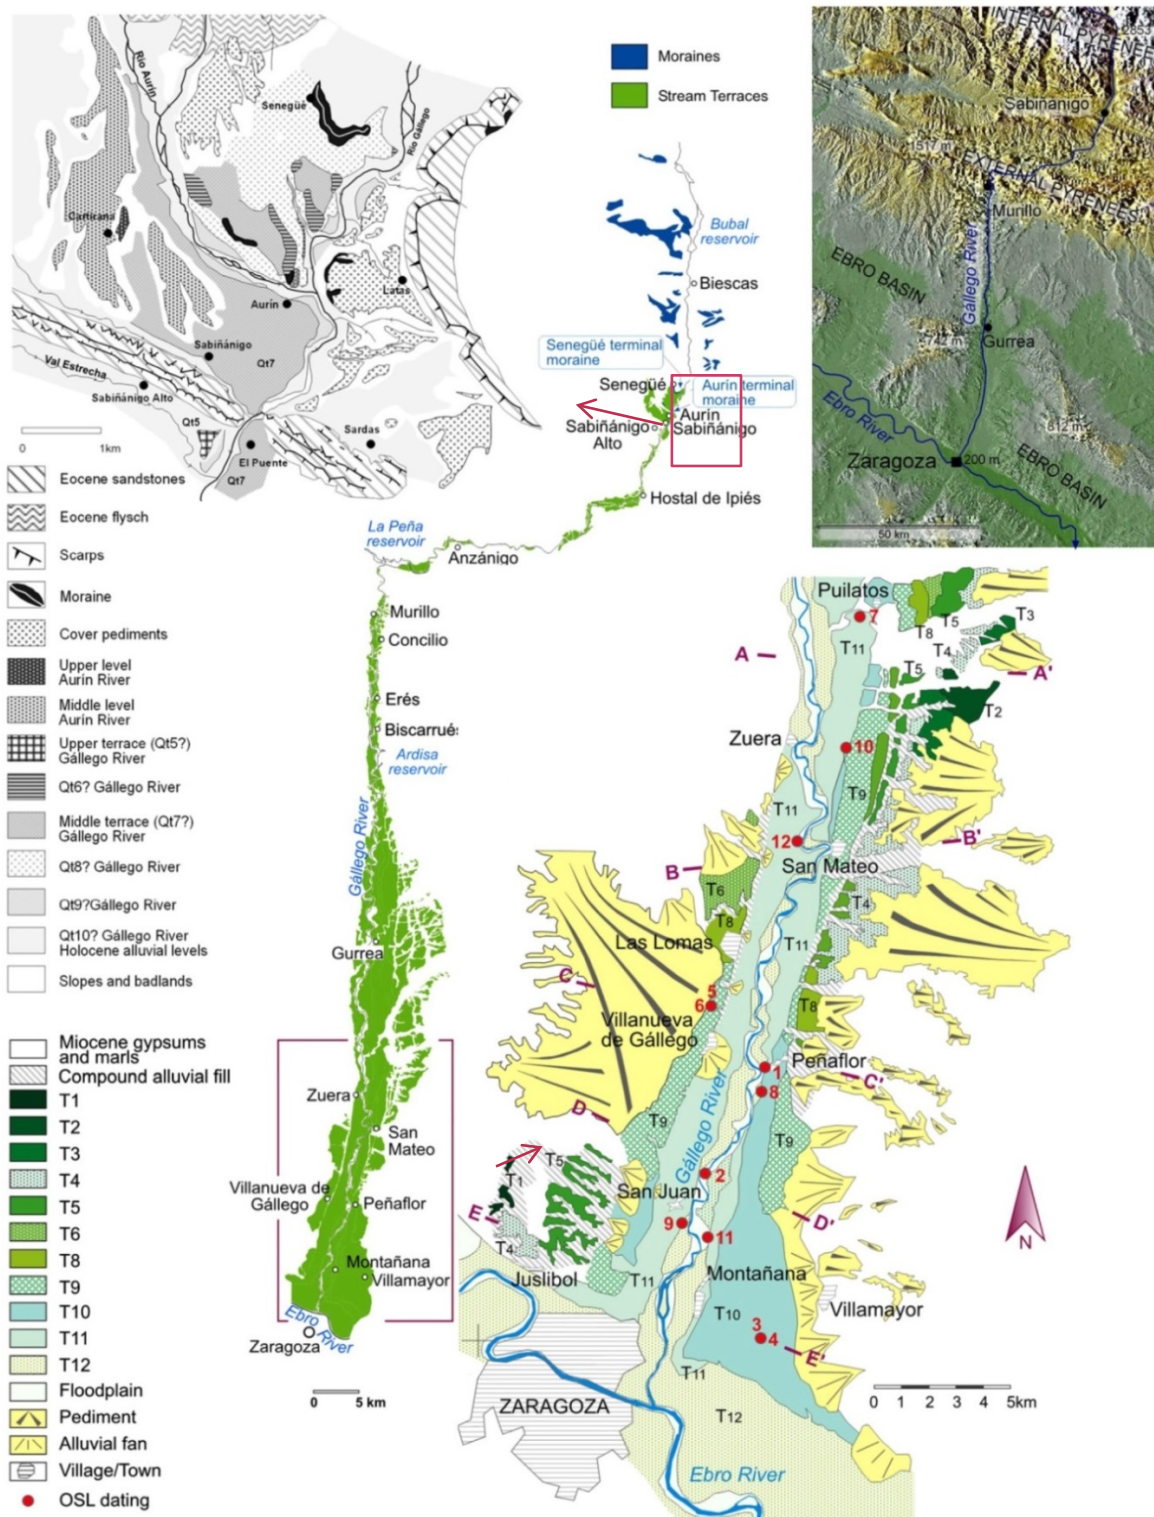 Río Aurín
Senegüé
Río Gállego
Cartirana
Latas
Aurín
Sabiñánigo
Qt7
Val Estrecha
Sabiñánigo Alto
Qt5
Sardas
El Puente
Qt7
0
1km
Eocene sandstones
Eocene flysch
Scarps
Moraine
Cover pediments
Upper level
Aurín River
Middle level
Aurín River
Upper terrace (Qt5?)
Gállego River
Qt6? Gállego River
Middle terrace (Qt7?)
Gállego River
Qt8? Gállego River
Qt9?Gállego River
Qt10? Gállego River
Holocene alluvial levels
Slopes and badlands
Miocene gypsums
and marls
Compound alluvial fill
T1
T2
T3
T4
T5
T6
T8
T9
T10
T11
T12
Floodplain
Pediment
Alluvial fan
Village/Town
OSL dating
Moraines
Stream Terraces
Bubal
reservoir
Biescas
Senegüé terminal
moraine
Senegüé
Aurín terminal
moraine
Aurín
Sabiñánigo
Alto
Sabiñánigo
Hostal de Ipiés
La Peña
reservoir
Anzánigo
Murillo
Concilio
Erés
Biscarrués
Ardisa
reservoir
Gállego River
Gurrea
Zuera
San
Mateo
Villanueva de
Gállego
Peñaflor
Montañana
Villamayor
Ebro
River
Zaragoza
0
5 km
INTERNAL PYRENEES
2853
Sabiñanigo
1517 m
EXTERNAL PYRENEES
Murillo
Gállego River
EBRO BASIN
742 m
Gurrea
Ebro River
812 m
Zaragoza
200 m
EBRO BASIN
50 km
Puilatos
7
T8
T5
T3
T4
T11
A
A'
T5
T2
Zuera
10
T9
T11
12
B'
San Mateo
B
T6
T4
T8
Las Lomas
T11
C
5
6
T8
Villanueva
de Gállego
Peñaflor
1
C'
8
D
T9
T9
Gállego River
T5
T1
San Juan
2
E
D'
9
11
T4
Juslibol
T11
Montañana
T10
Villamayor
3
4
E'
T11
N
0
1
2
3
4
5km
ZARAGOZA
T12
Ebro River